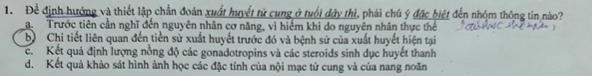 1. Để định hướng và thiết lập chẩn đoán xuất huyết tử cung ở tuổi dậy thì, phải chú ý đặc biệt đến nhóm thông tin nào?
a. Trước tiên cần nghĩ đến nguyên nhân cơ năng, vì hiếm khi do nguyên nhân thực thể
b. Chi tiết liên quan đến tiền sử xuất huyết trước đó và bệnh sử của xuất huyết hiện tại
c. Kết quả định lượng nồng độ các gonadotropins và các steroids sinh dục huyết thanh
d. Kết quả khảo sát hình ảnh học các đặc tính của nội mạc tử cung và của nang noãn